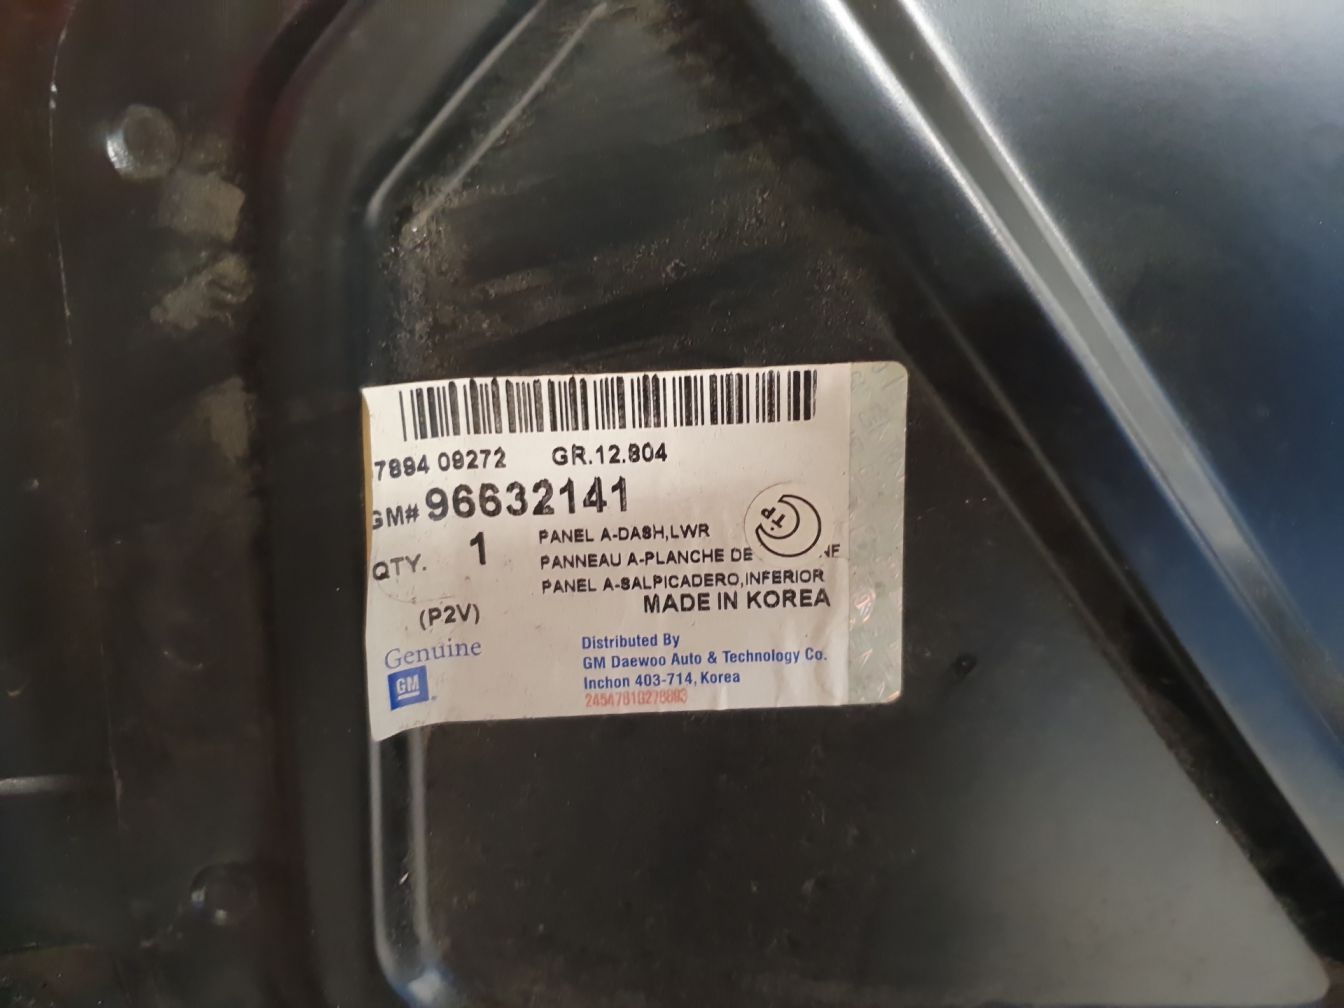 7894 09272 GR.12.804
GM# 96632141
QTY. 1 PANEL A-DASH,LWR
PANNEAU A-PLANCHE DE NF
PANEL A-SALPICADERO,INFERIOR
MADE IN KOREA
(P2V)
Genuine
GM
Distributed By
GM Daewoo Auto & Technology Co.
Inchon 403-714, Korea